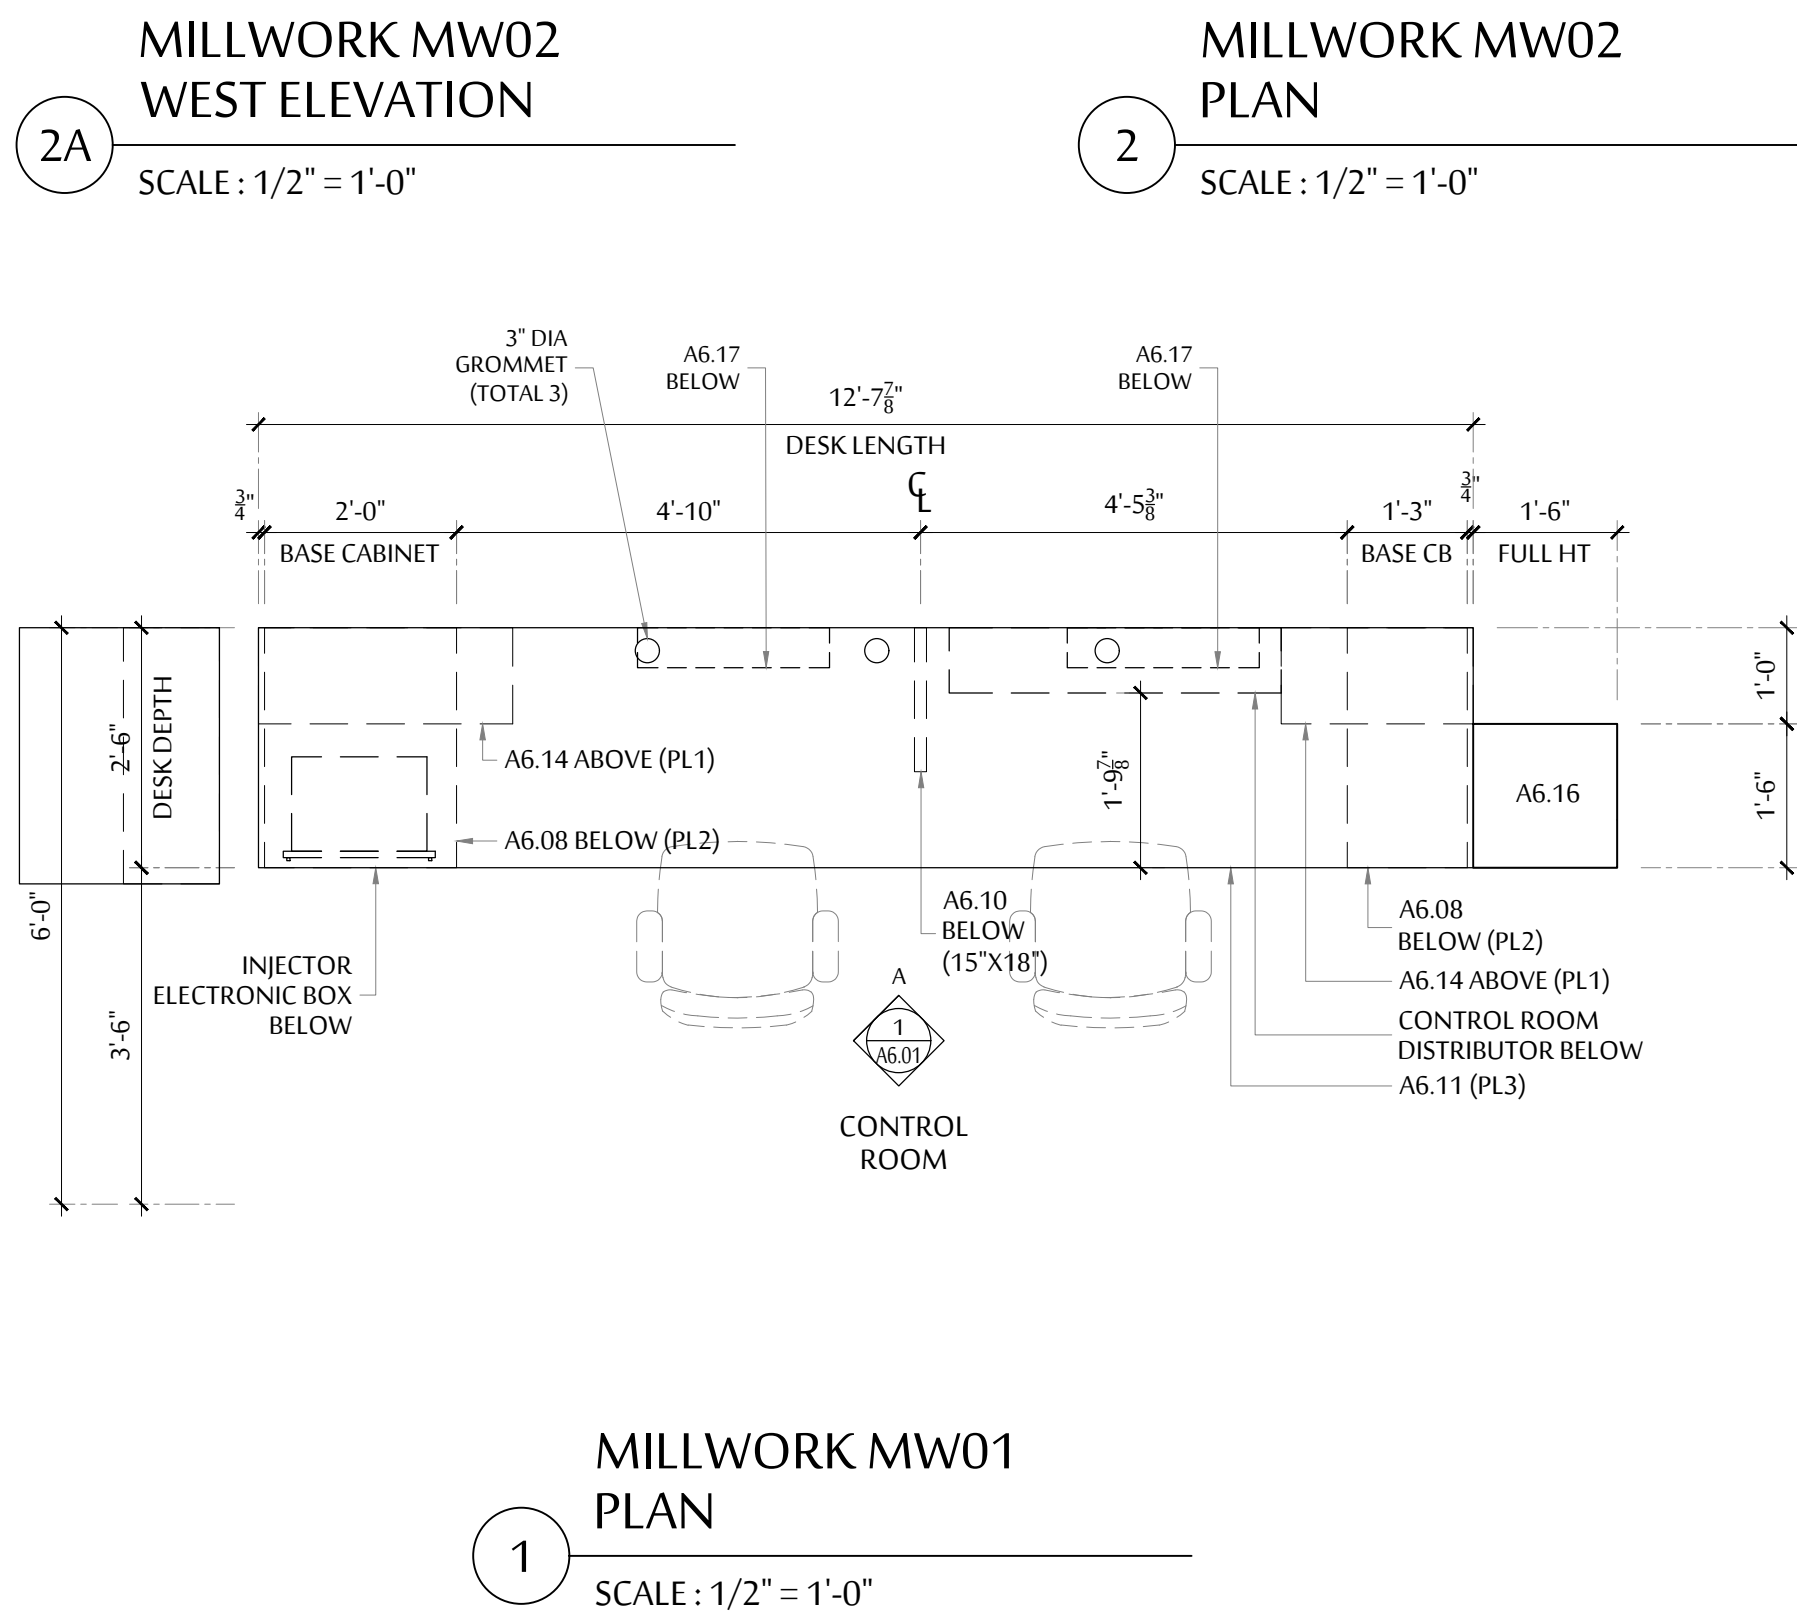 MILLWORK MW02
WEST ELEVATION
2A
SCALE : 1/2" = 1'-0"
MILLWORK MW02
PLAN
2
SCALE : 1/2" = 1'-0"
3" DIA
GROMMET
(TOTAL 3)
A6.17
BELOW
A6.17
BELOW
12'-7 7/8"
DESK LENGTH
CL
3/4"
2'-0"
4'-10"
4'-5 3/8"
1'-3"
3/4"
1'-6"
BASE CABINET
BASE CB
FULL HT
6'-0"
2'-6"
DESK DEPTH
3'-6"
A6.14 ABOVE (PL1)
A6.08 BELOW (PL2)
1'-9 7/8"
A6.16
1'-0"
1'-6"
INJECTOR
ELECTRONIC BOX
BELOW
A6.10
BELOW
(15"X18")
A6.08
BELOW (PL2)
A6.14 ABOVE (PL1)
CONTROL ROOM
DISTRIBUTOR BELOW
A6.11 (PL3)
A
1
A6.01
CONTROL
ROOM
MILLWORK MW01
PLAN
1
SCALE : 1/2" = 1'-0"